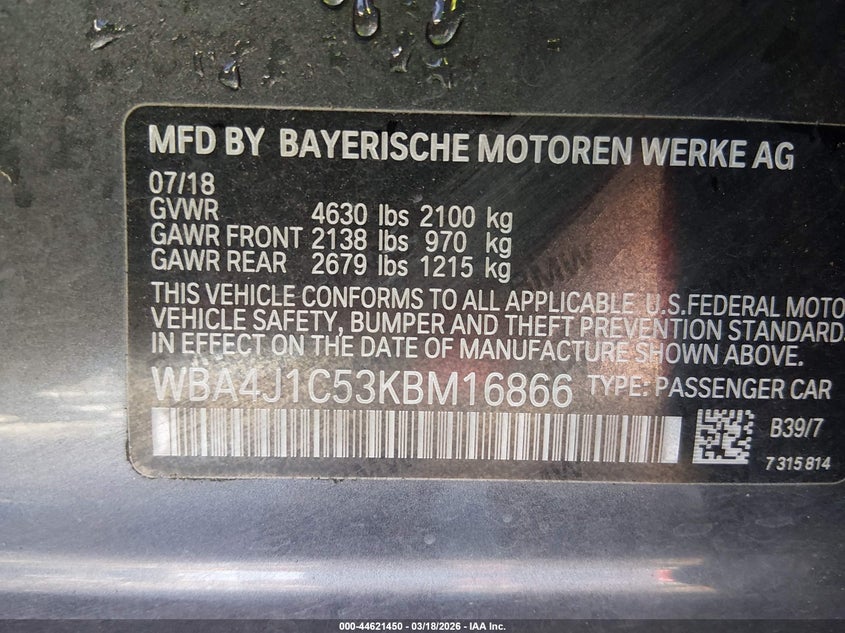 MFD BY BAYERISCHE MOTOREN WERKE AG
07/18
GVWR 4630 lbs 2100 kg
GAWR FRONT 2138 lbs 970 kg
GAWR REAR 2679 lbs 1215 kg
THIS VEHICLE CONFORMS TO ALL APPLICABLE U.S.FEDERAL MOTO
VEHICLE SAFETY, BUMPER AND THEFT PREVENTION STANDARDS
IN EFFECT ON THE DATE OF MANUFACTURE SHOWN ABOVE.
WBA4J1C53KBM16866 TYPE: PASSENGER CAR
B39/7
7 315 814
000-44621450 - 03/18/2026 - IAA Inc.